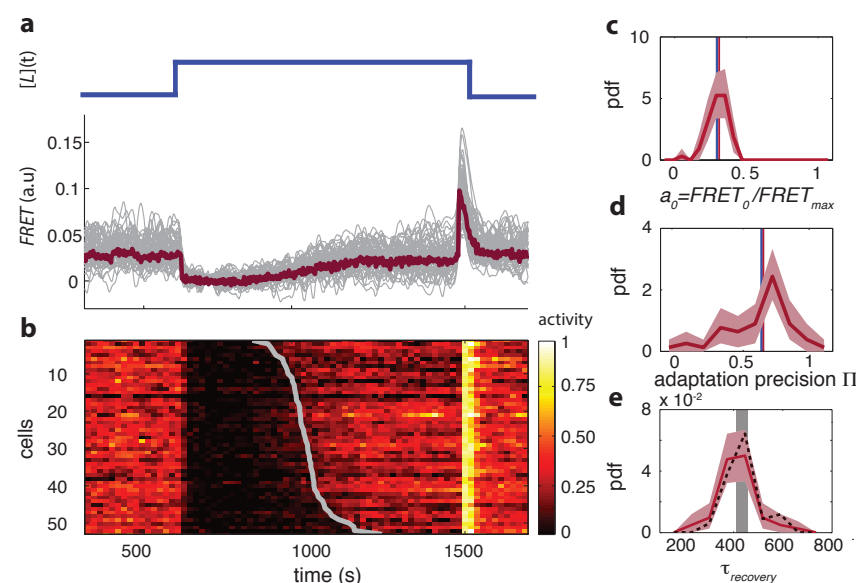 a
[L](t)
FRET (a.u)
0.15
0.1
0.05
0
b
activity
cells
10
20
30
40
50
1
0.75
0.50
0.25
0
500
1000
1500
time (s)
c
pdf
10
5
0
0
0. 5
1
a0=FRET0/FRETmax
d
pdf
4
2
0
0
0.5
1
adaptation precision Π
e
x 10-2
pdf
8
6
4
2
0
200
400
600
800
τrecovery